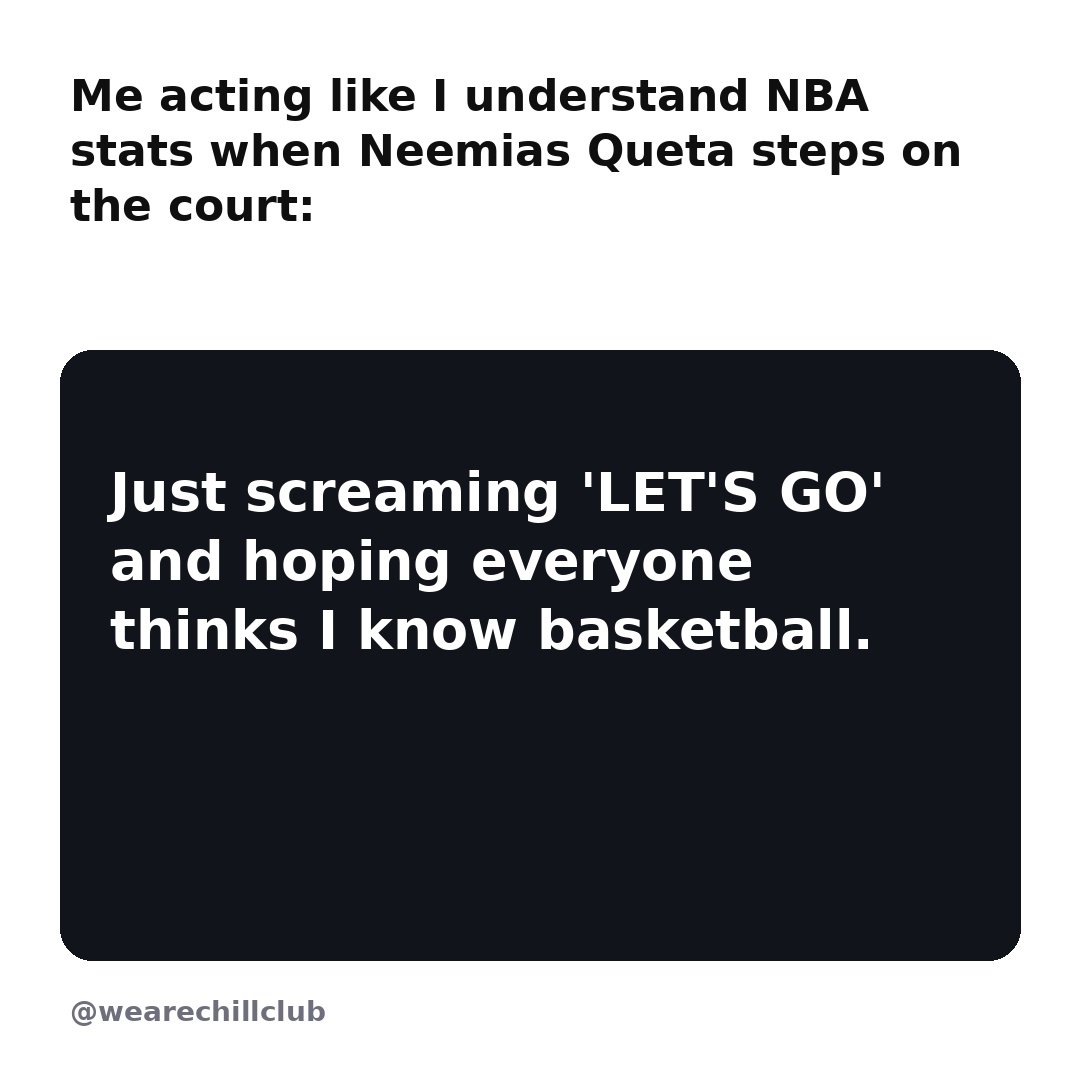 Me acting like I understand NBA
stats when Neemias Queta steps on
the court:
Just screaming 'LET'S GO'
and hoping everyone
thinks I know basketball.
@wearechillclub